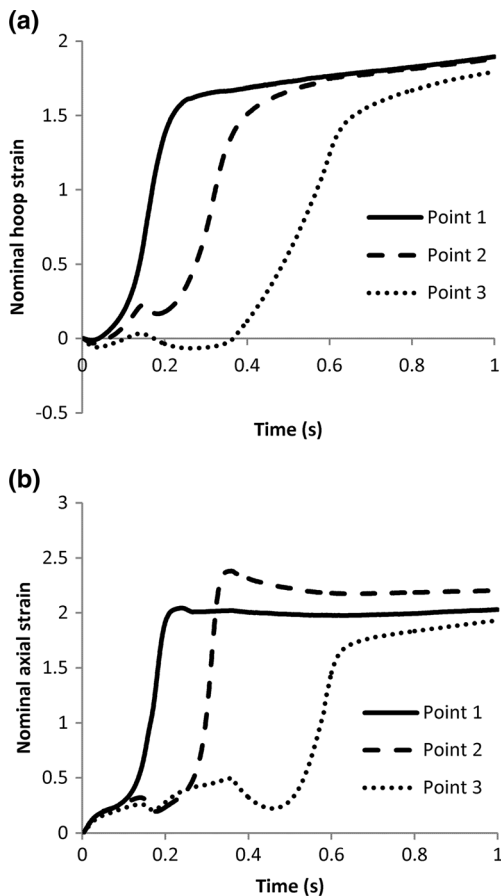 (a)
2
1.5
1
0.5
0
-0.5
Nominal hoop strain
0 0.2 0.4 0.6 0.8 1
Time (s)
Point 1
Point 2
Point 3
(b)
3
2.5
2
1.5
1
0.5
0
Nominal axial strain
0 0.2 0.4 0.6 0.8 1
Time (s)
Point 1
Point 2
Point 3